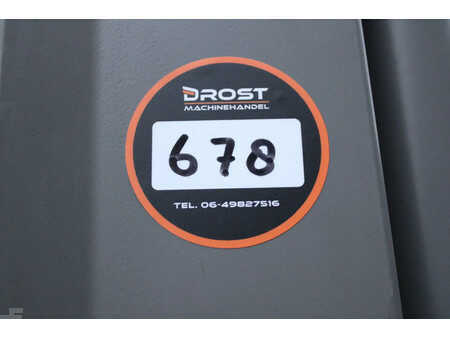 DROST
MACHINEHANDEL
678
TEL. 06-49827516